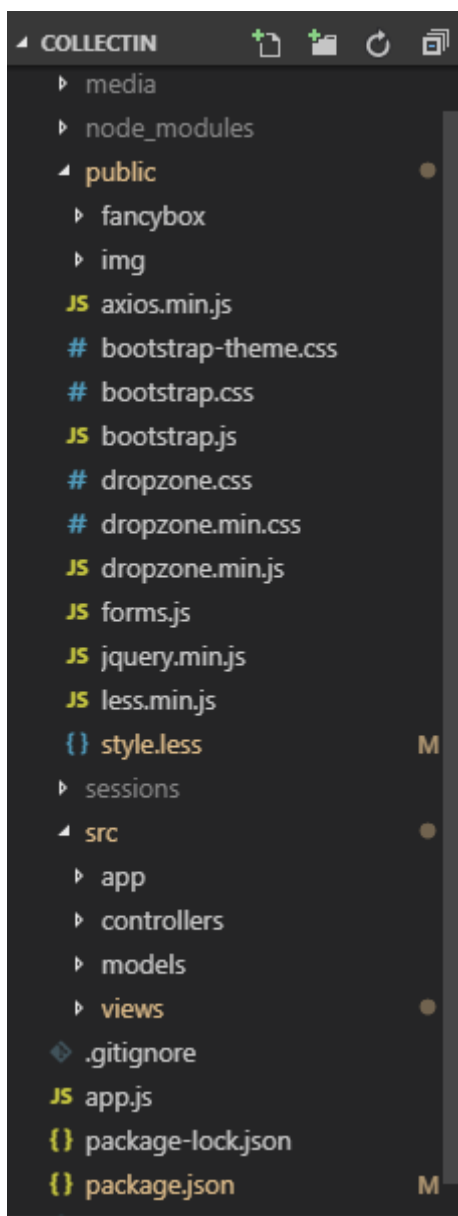 COLLECTIN
media
node_modules
public
fancybox
img
JS axios.min.js
# bootstrap-theme.css
# bootstrap.css
JS bootstrap.js
# dropzone.css
# dropzone.min.css
JS dropzone.min.js
JS forms.js
JS jquery.min.js
JS less.min.js
{} style.less M
sessions
src
app
controllers
models
views
.gitignore
JS app.js
{} package-lock.json
{} package.json M